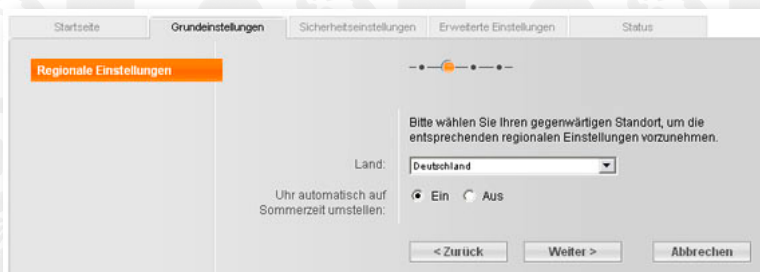 Startseite
Grundeinstellungen
Sicherheitseinstellungen
Erweiterte Einstellungen
Status
Regionale Einstellungen
Bitte wählen Sie Ihren gegenwärtigen Standort, um die
entsprechenden regionalen Einstellungen vorzunehmen.
Land:
Deutschland
Uhr automatisch auf
Sommerzeit umstellen:
Ein
Aus
< Zurück
Weiter >
Abbrechen